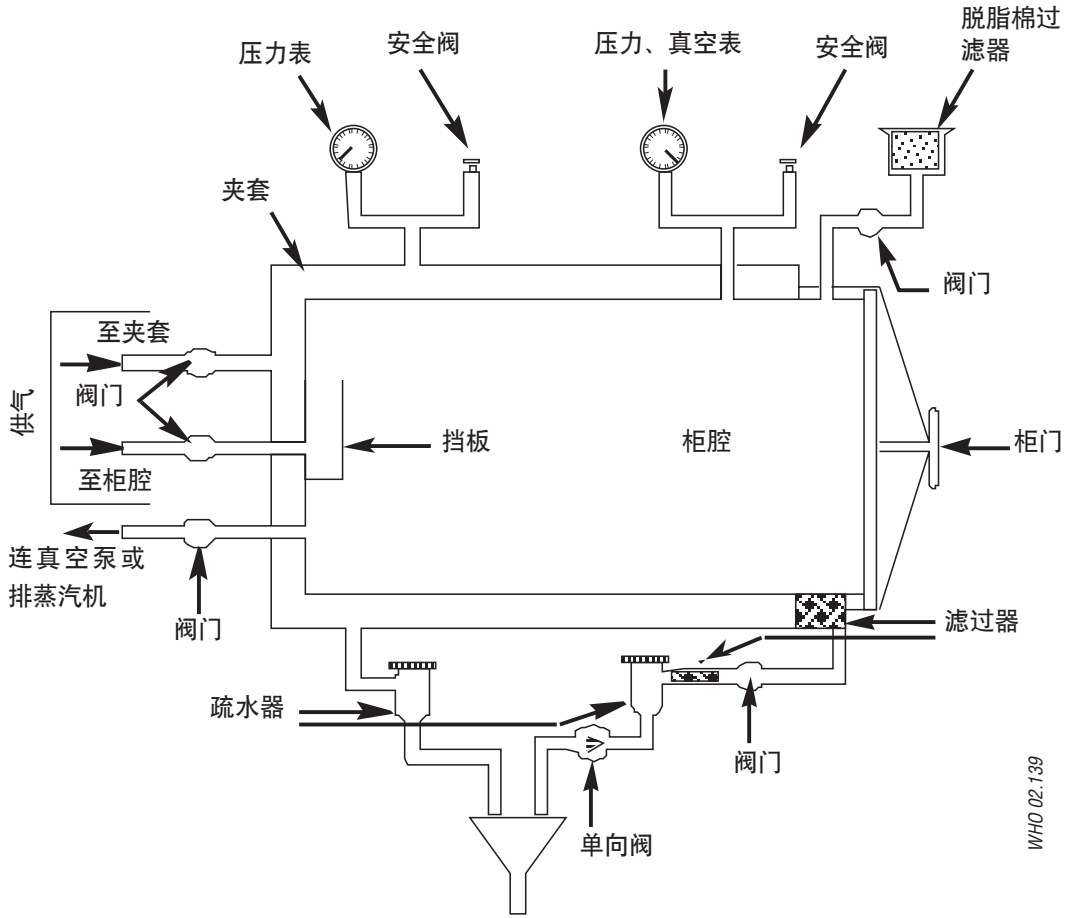 脱脂棉过
滤器
压力表
安全阀
压力、真空表
安全阀
夹套
阀门
至夹套
阀门
供气
挡板
柜腔
柜门
至柜腔
连真空泵或
排蒸汽机
阀门
滤过器
疏水器
阀门
单向阀
WHO 02.139